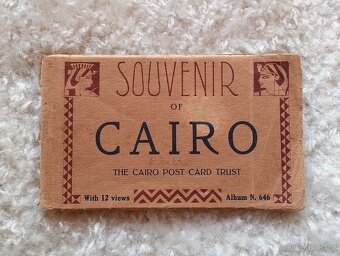 SOUVENIR
OF
CAIRO
THE CAIRO POST CARD TRUST
With 12 views
Album N. 646